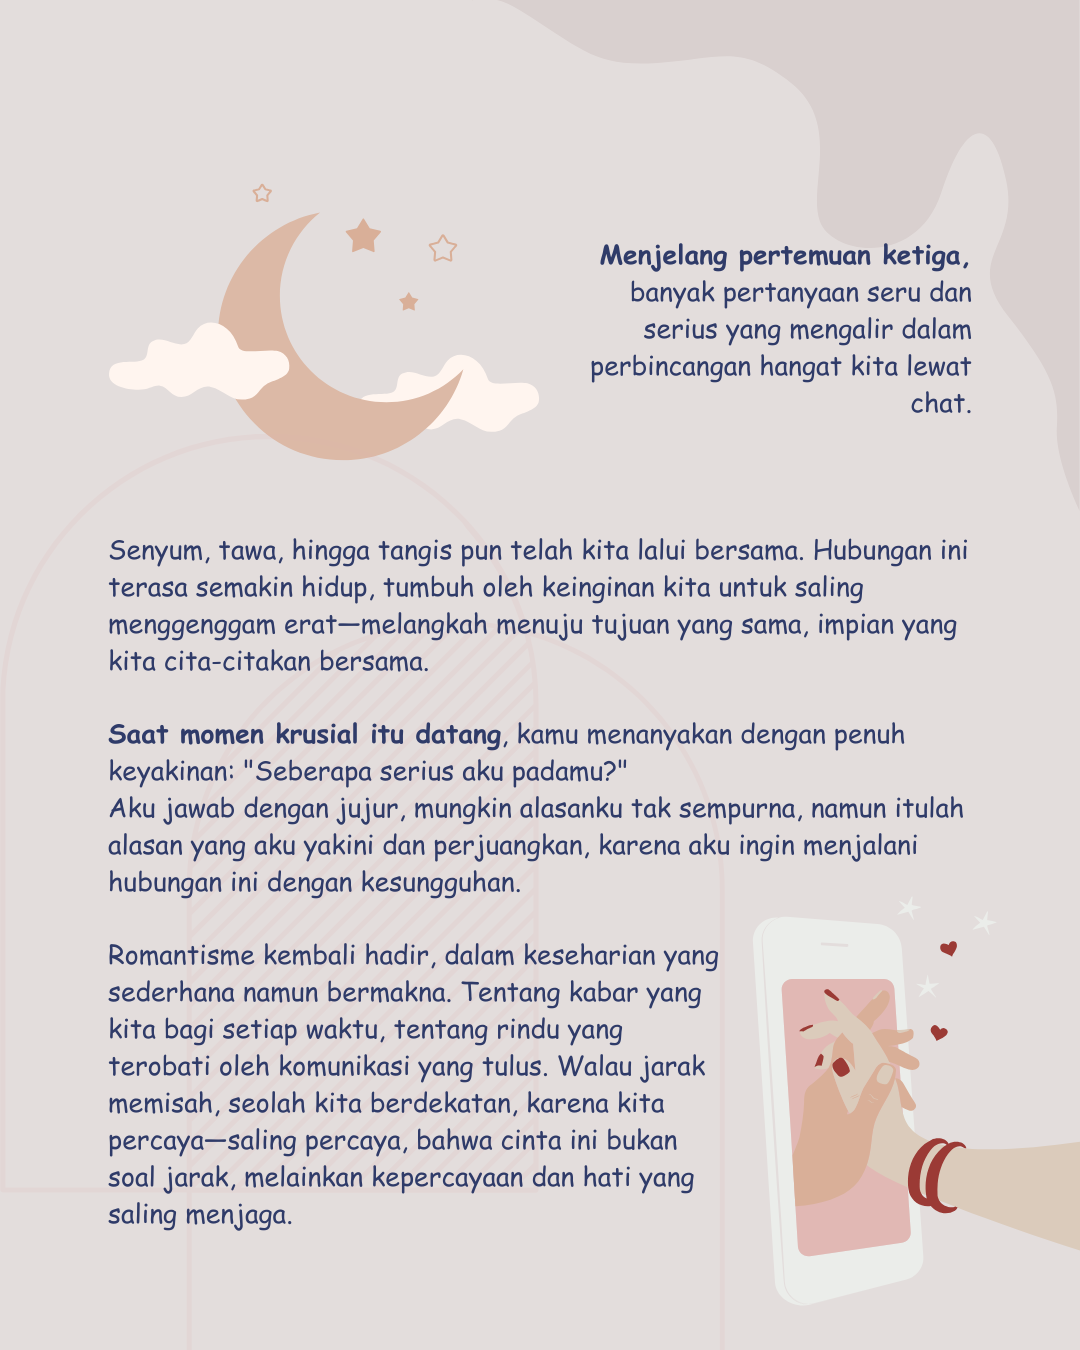 Menjelang pertemuan ketiga,
banyak pertanyaan seru dan
serius yang mengalir dalam
perbincangan hangat kita lewat
chat.
Senyum, tawa, hingga tangis pun telah kita lalui bersama. Hubungan ini
terasa semakin hidup, tumbuh oleh keinginan kita untuk saling
menggenggam erat—melangkah menuju tujuan yang sama, impian yang
kita cita-citakan bersama.
Saat momen krusial itu datang, kamu menanyakan dengan penuh
keyakinan: "Seberapa serius aku padamu?"
Aku jawab dengan jujur, mungkin alasanku tak sempurna, namun itulah
alasan yang aku yakini dan perjuangkan, karena aku ingin menjalani
hubungan ini dengan kesungguhan.
Romantisme kembali hadir, dalam keseharian yang
sederhana namun bermakna. Tentang kabar yang
kita bagi setiap waktu, tentang rindu yang
terobati oleh komunikasi yang tulus. Walau jarak
memisah, seolah kita berdekatan, karena kita
percaya—saling percaya, bahwa cinta ini bukan
soal jarak, melainkan kepercayaan dan hati yang
saling menjaga.